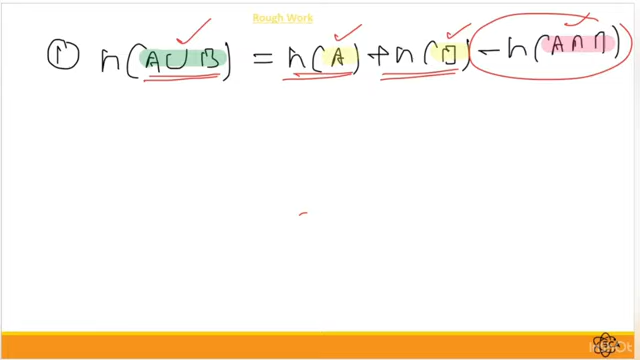 Rough Work
① n(A∪B) = n(A) + n(B) - n(A∩B)